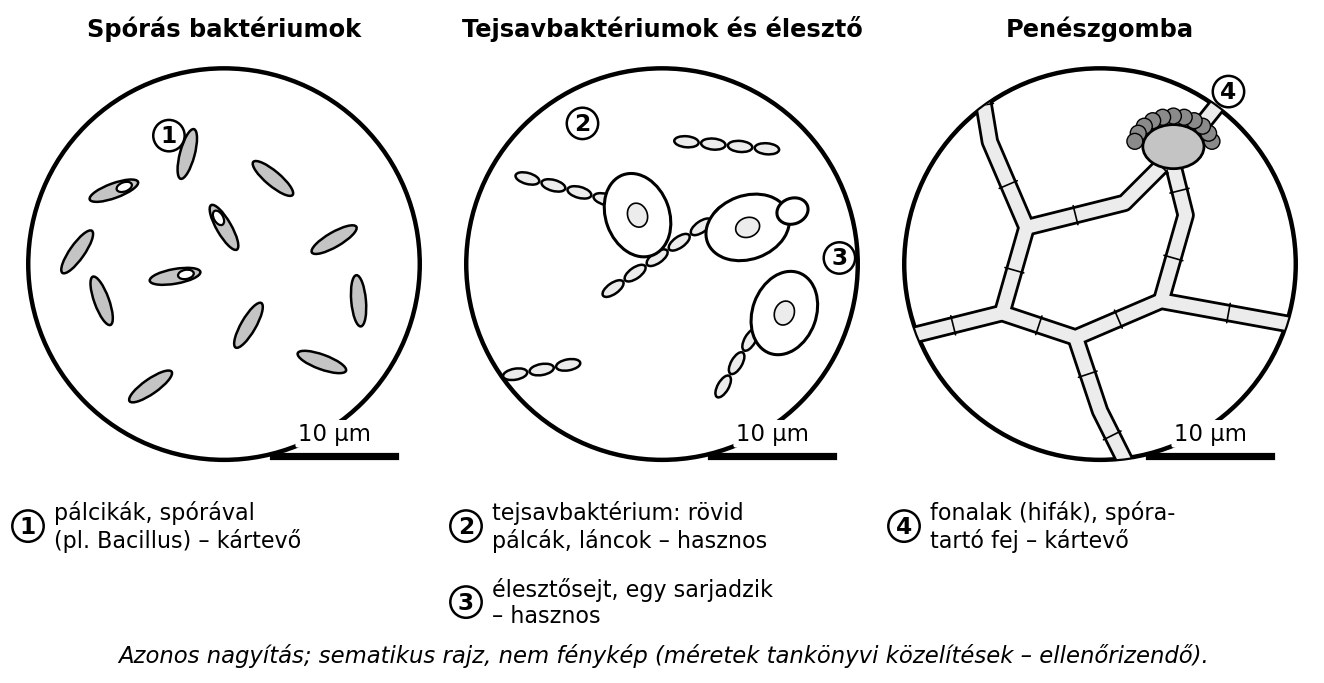 Spórás baktériumok
Tejsavbaktériumok és élesztő
Penészgomba
1
2
3
4
10 µm
10 µm
10 µm
1 pálcikák, spórával
(pl. Bacillus) – kártevő
2 tejsavbaktérium: rövid
pálcák, láncok – hasznos
3 élesztősejt, egy sarjadzik
– hasznos
4 fonalak (hifák), spóra-
tartó fej – kártevő
Azonos nagyítás; sematikus rajz, nem fénykép (méretek tankönyvi közelítések – ellenőrizendő).